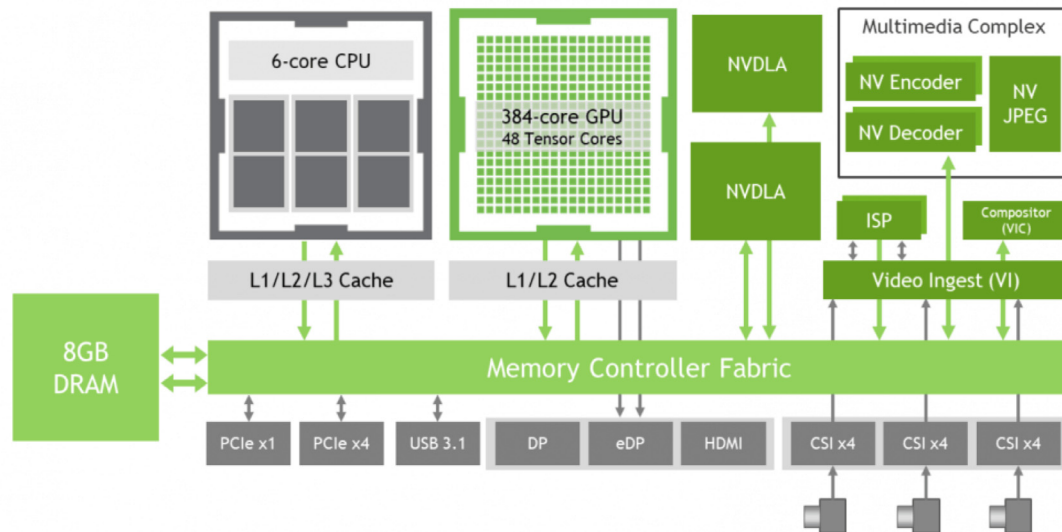 6-core CPU
384-core GPU
48 Tensor Cores
NVDLA
NVDLA
Multimedia Complex
NV Encoder
NV Decoder
NV
JPEG
ISP
Compositor
(VIC)
L1/L2/L3 Cache
L1/L2 Cache
Video Ingest (VI)
8GB
DRAM
Memory Controller Fabric
PCIe x1
PCIe x4
USB 3.1
DP
eDP
HDMI
CSI x4
CSI x4
CSI x4